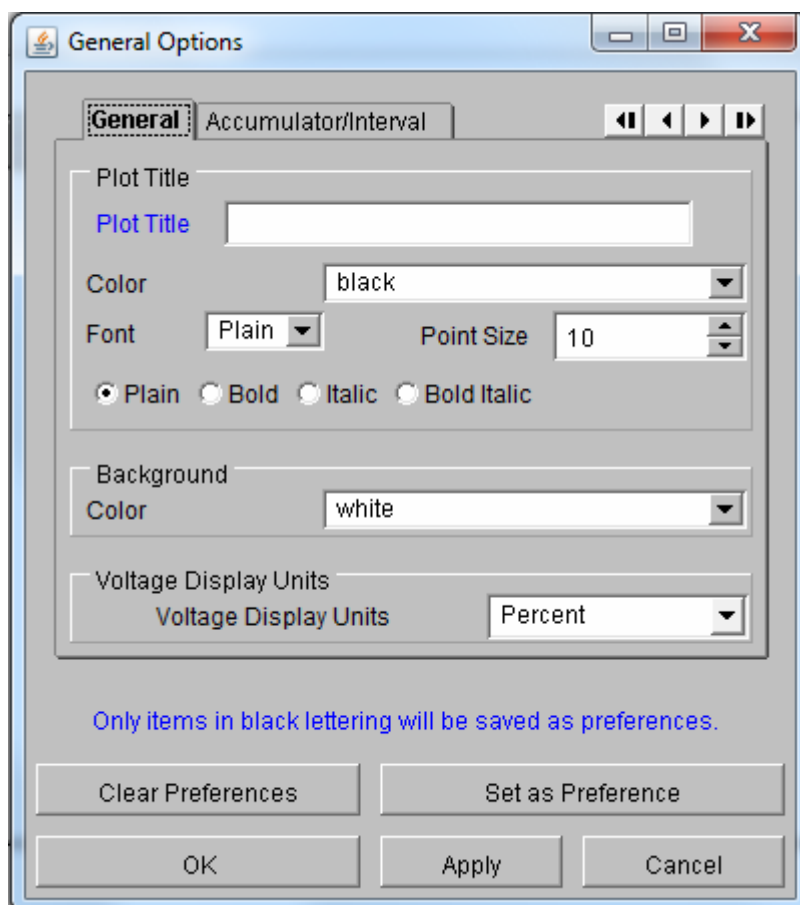 General Options
General Accumulator/Interval
Plot Title
Plot Title
Color black
Font Plain Point Size 10
Plain Bold Italic Bold Italic
Background
Color white
Voltage Display Units
Voltage Display Units Percent
Only items in black lettering will be saved as preferences.
Clear Preferences Set as Preference
OK Apply Cancel